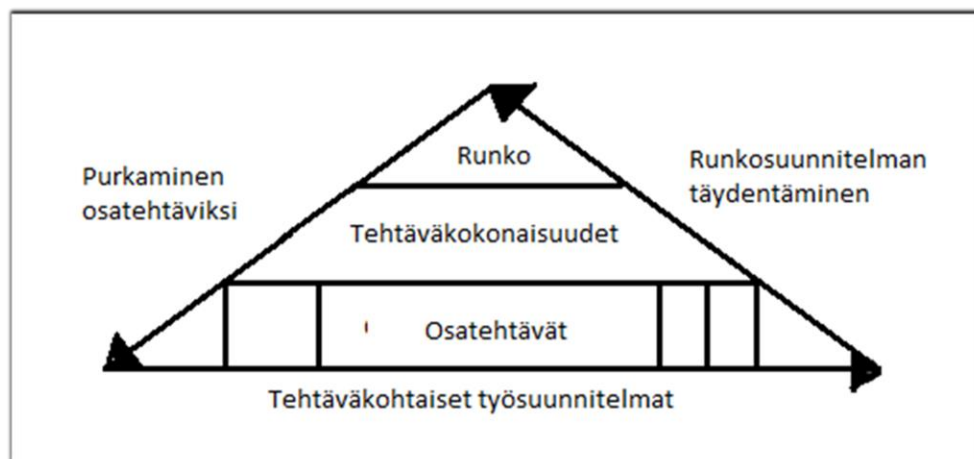 Runko
Purkaminen
osatehtäviksi
Runkosuunnitelman
täydentäminen
Tehtäväkokonaisuudet
Osatehtävät
Tehtäväkohtaiset työsuunnitelmat